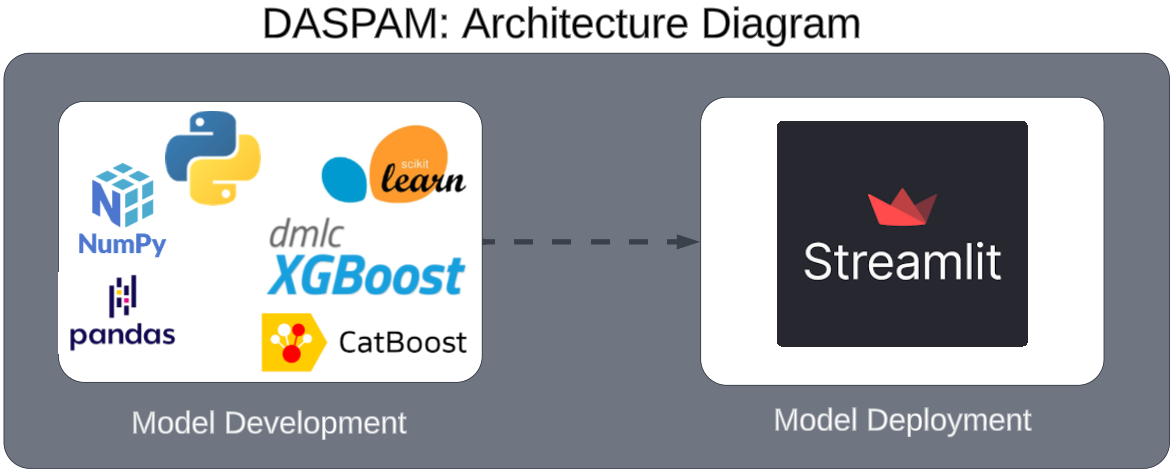 DASPAM: Architecture Diagram
NumPy
pandas
scikit
learn
dmlc
XGBoost
CatBoost
Model Development
Streamlit
Model Deployment